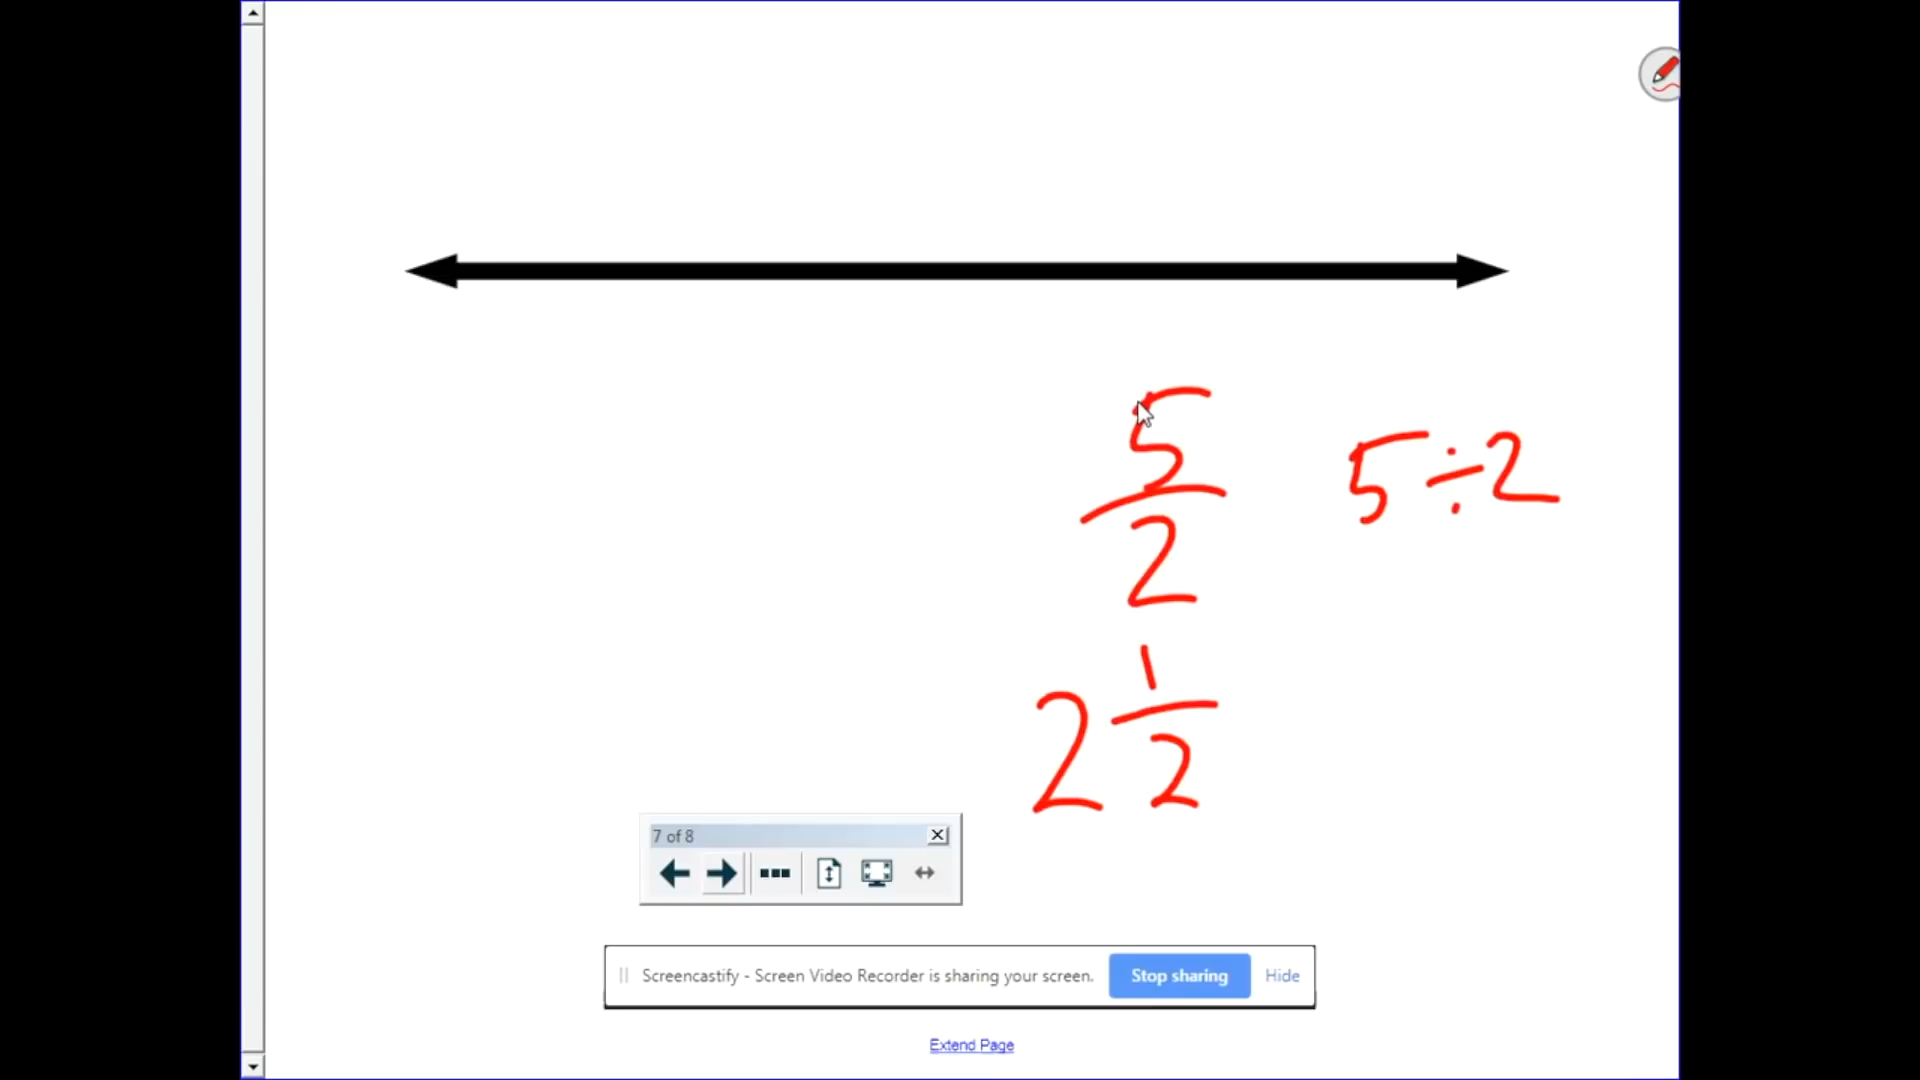 5/2 5÷2
2 1/2
7 of 8
Screencastify - Screen Video Recorder is sharing your screen. Stop sharing Hide
Extend Page